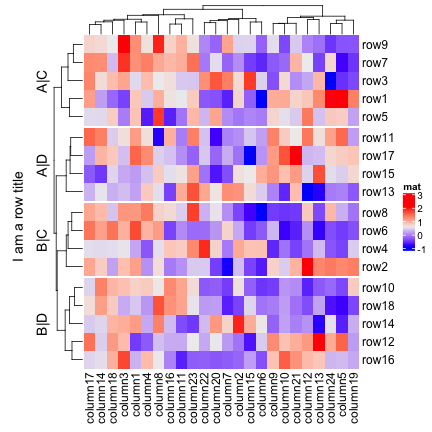 I am a row title
A|C
A|D
B|C
B|D
row9
row7
row3
row1
row5
row11
row17
row15
row13
row8
row6
row4
row2
row10
row18
row14
row12
row16
mat
3
2
1
0
-1
column17
column14
column18
column3
column1
column4
column8
column16
column11
column23
column22
column20
column7
column2
column15
column6
column9
column10
column21
column12
column13
column24
column5
column19